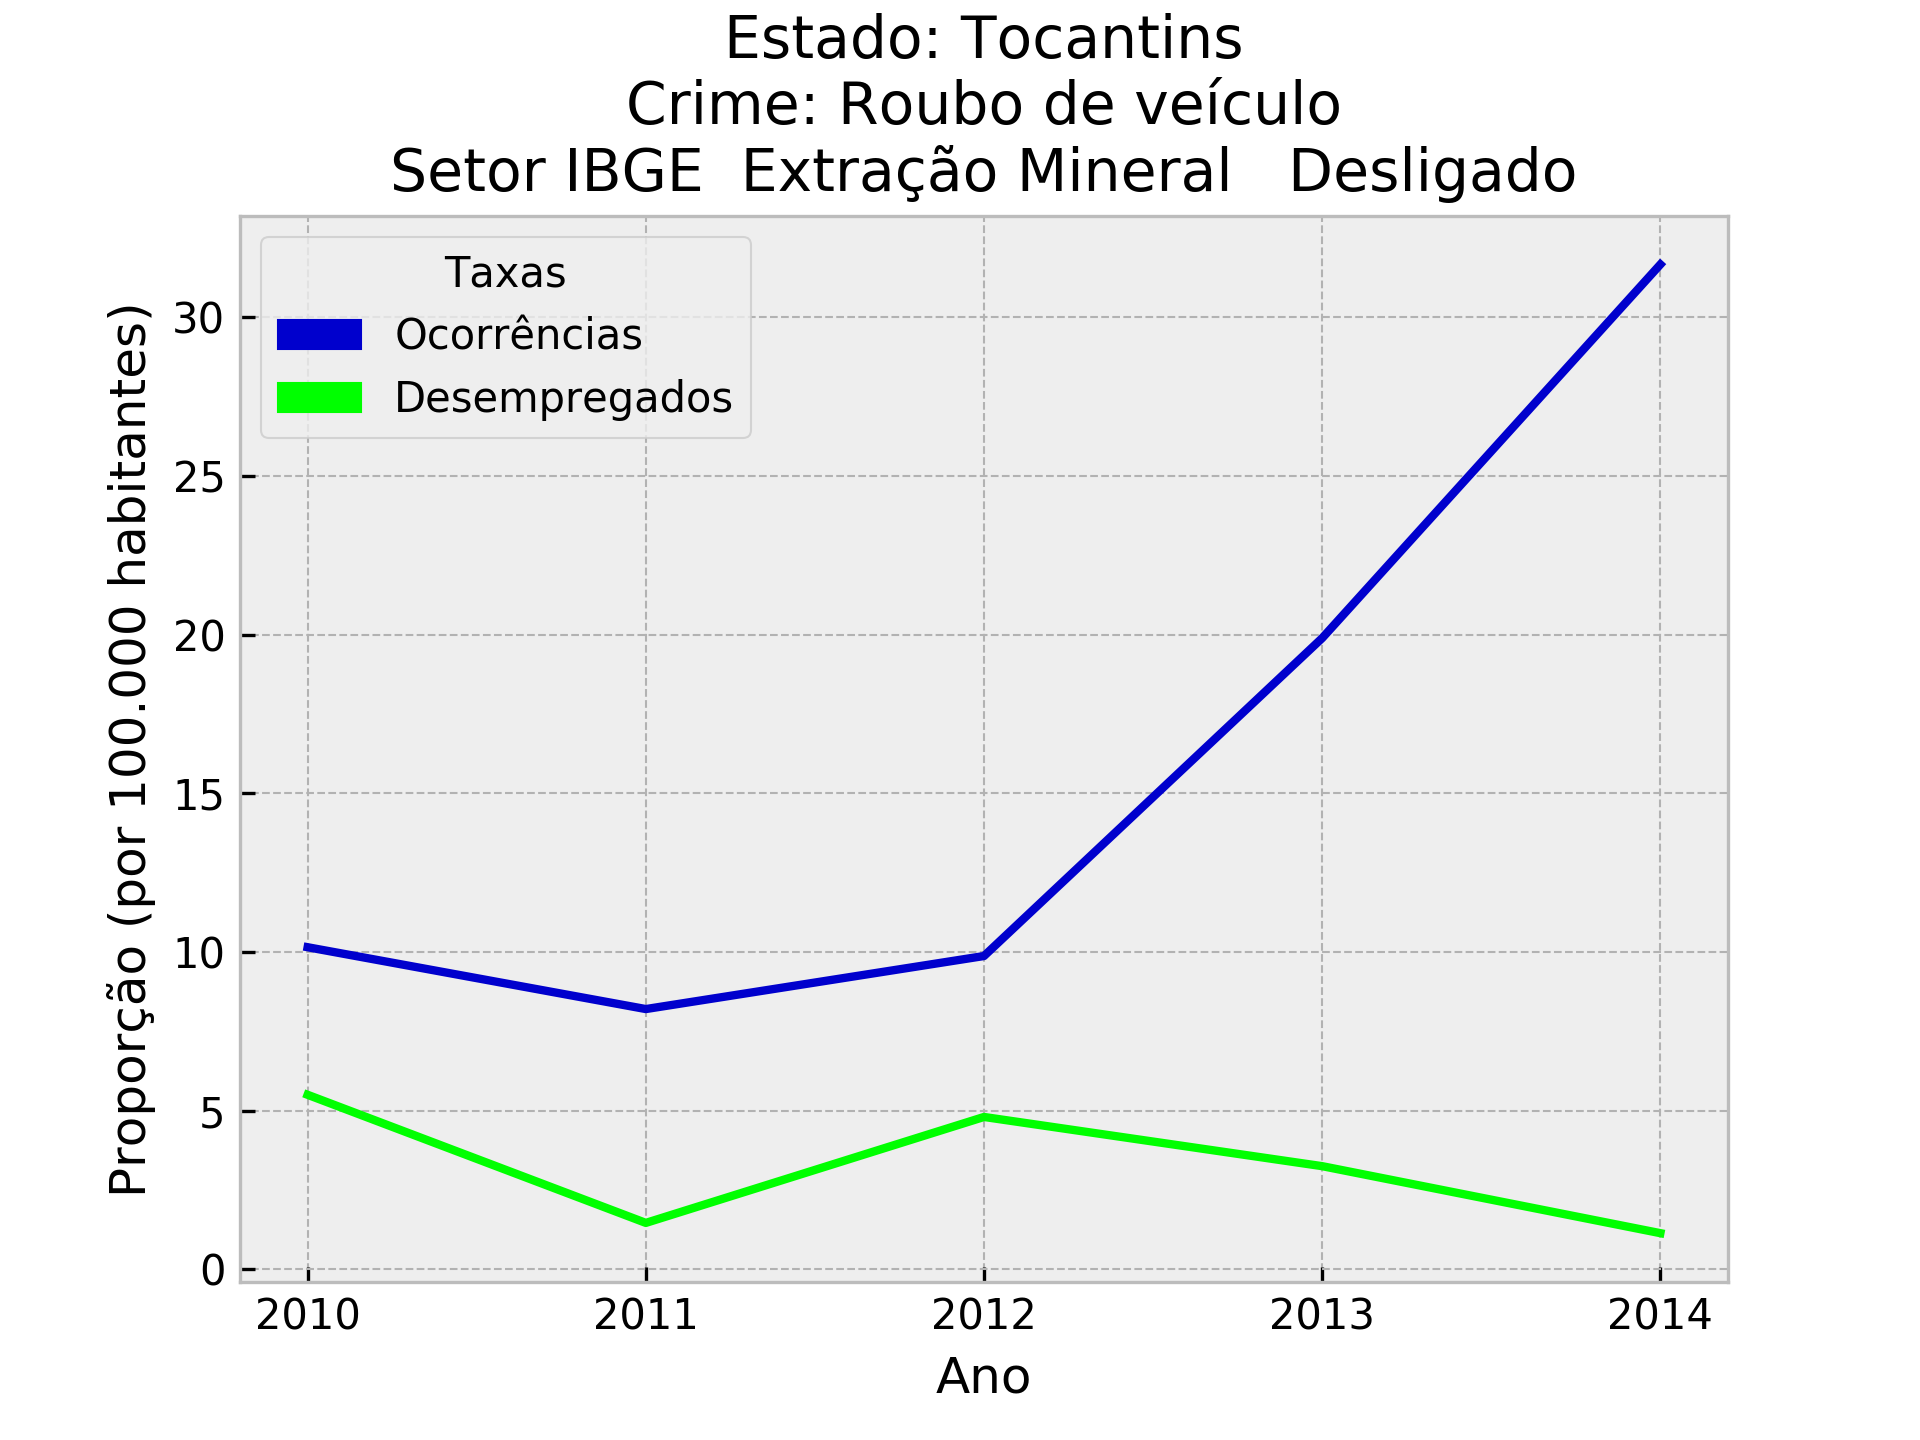 Estado: Tocantins
Crime: Roubo de veículo
Setor IBGE  Extração Mineral   Desligado
Taxas
Ocorrências
Desempregados
Proporção (por 100.000 habitantes)
30
25
20
15
10
5
0
2010 2011 2012 2013 2014
Ano